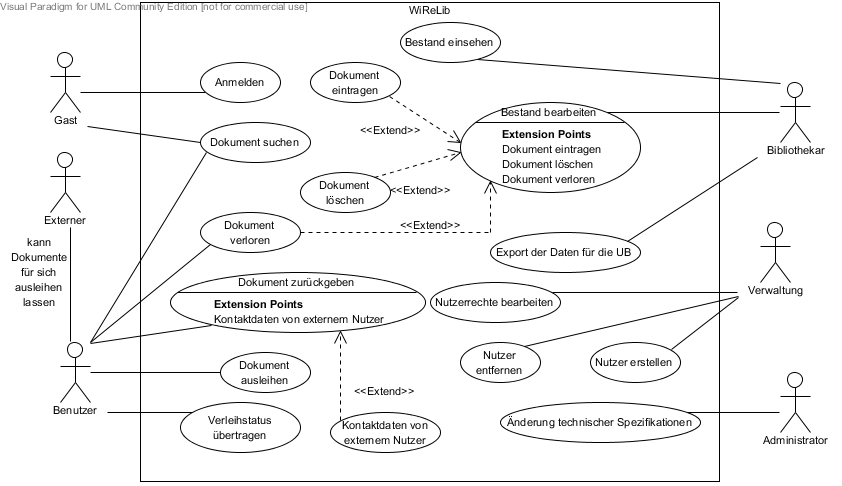 Visual Paradigm for UML Community Edition [not for commercial use]
WiReLib
Bestand einsehen
Anmelden
Dokument
eintragen
Gast
<<Extend>>
Bestand bearbeiten
Extension Points
Dokument eintragen
Dokument löschen
Dokument verloren
Bibliothekar
Dokument suchen
Externer
Dokument
löschen
<<Extend>>
kann
Dokumente
für sich
ausleihen
lassen
Dokument
verloren
<<Extend>>
Export der Daten für die UB
Dokument zurückgeben
Extension Points
Kontaktdaten von externem Nutzer
Nutzerrechte bearbeiten
Verwaltung
Nutzer
entfernen
Nutzer erstellen
Benutzer
Dokument
ausleihen
<<Extend>>
Verleihstatus
übertragen
Kontaktdaten von
externem Nutzer
Änderung technischer Spezifikationen
Administrator